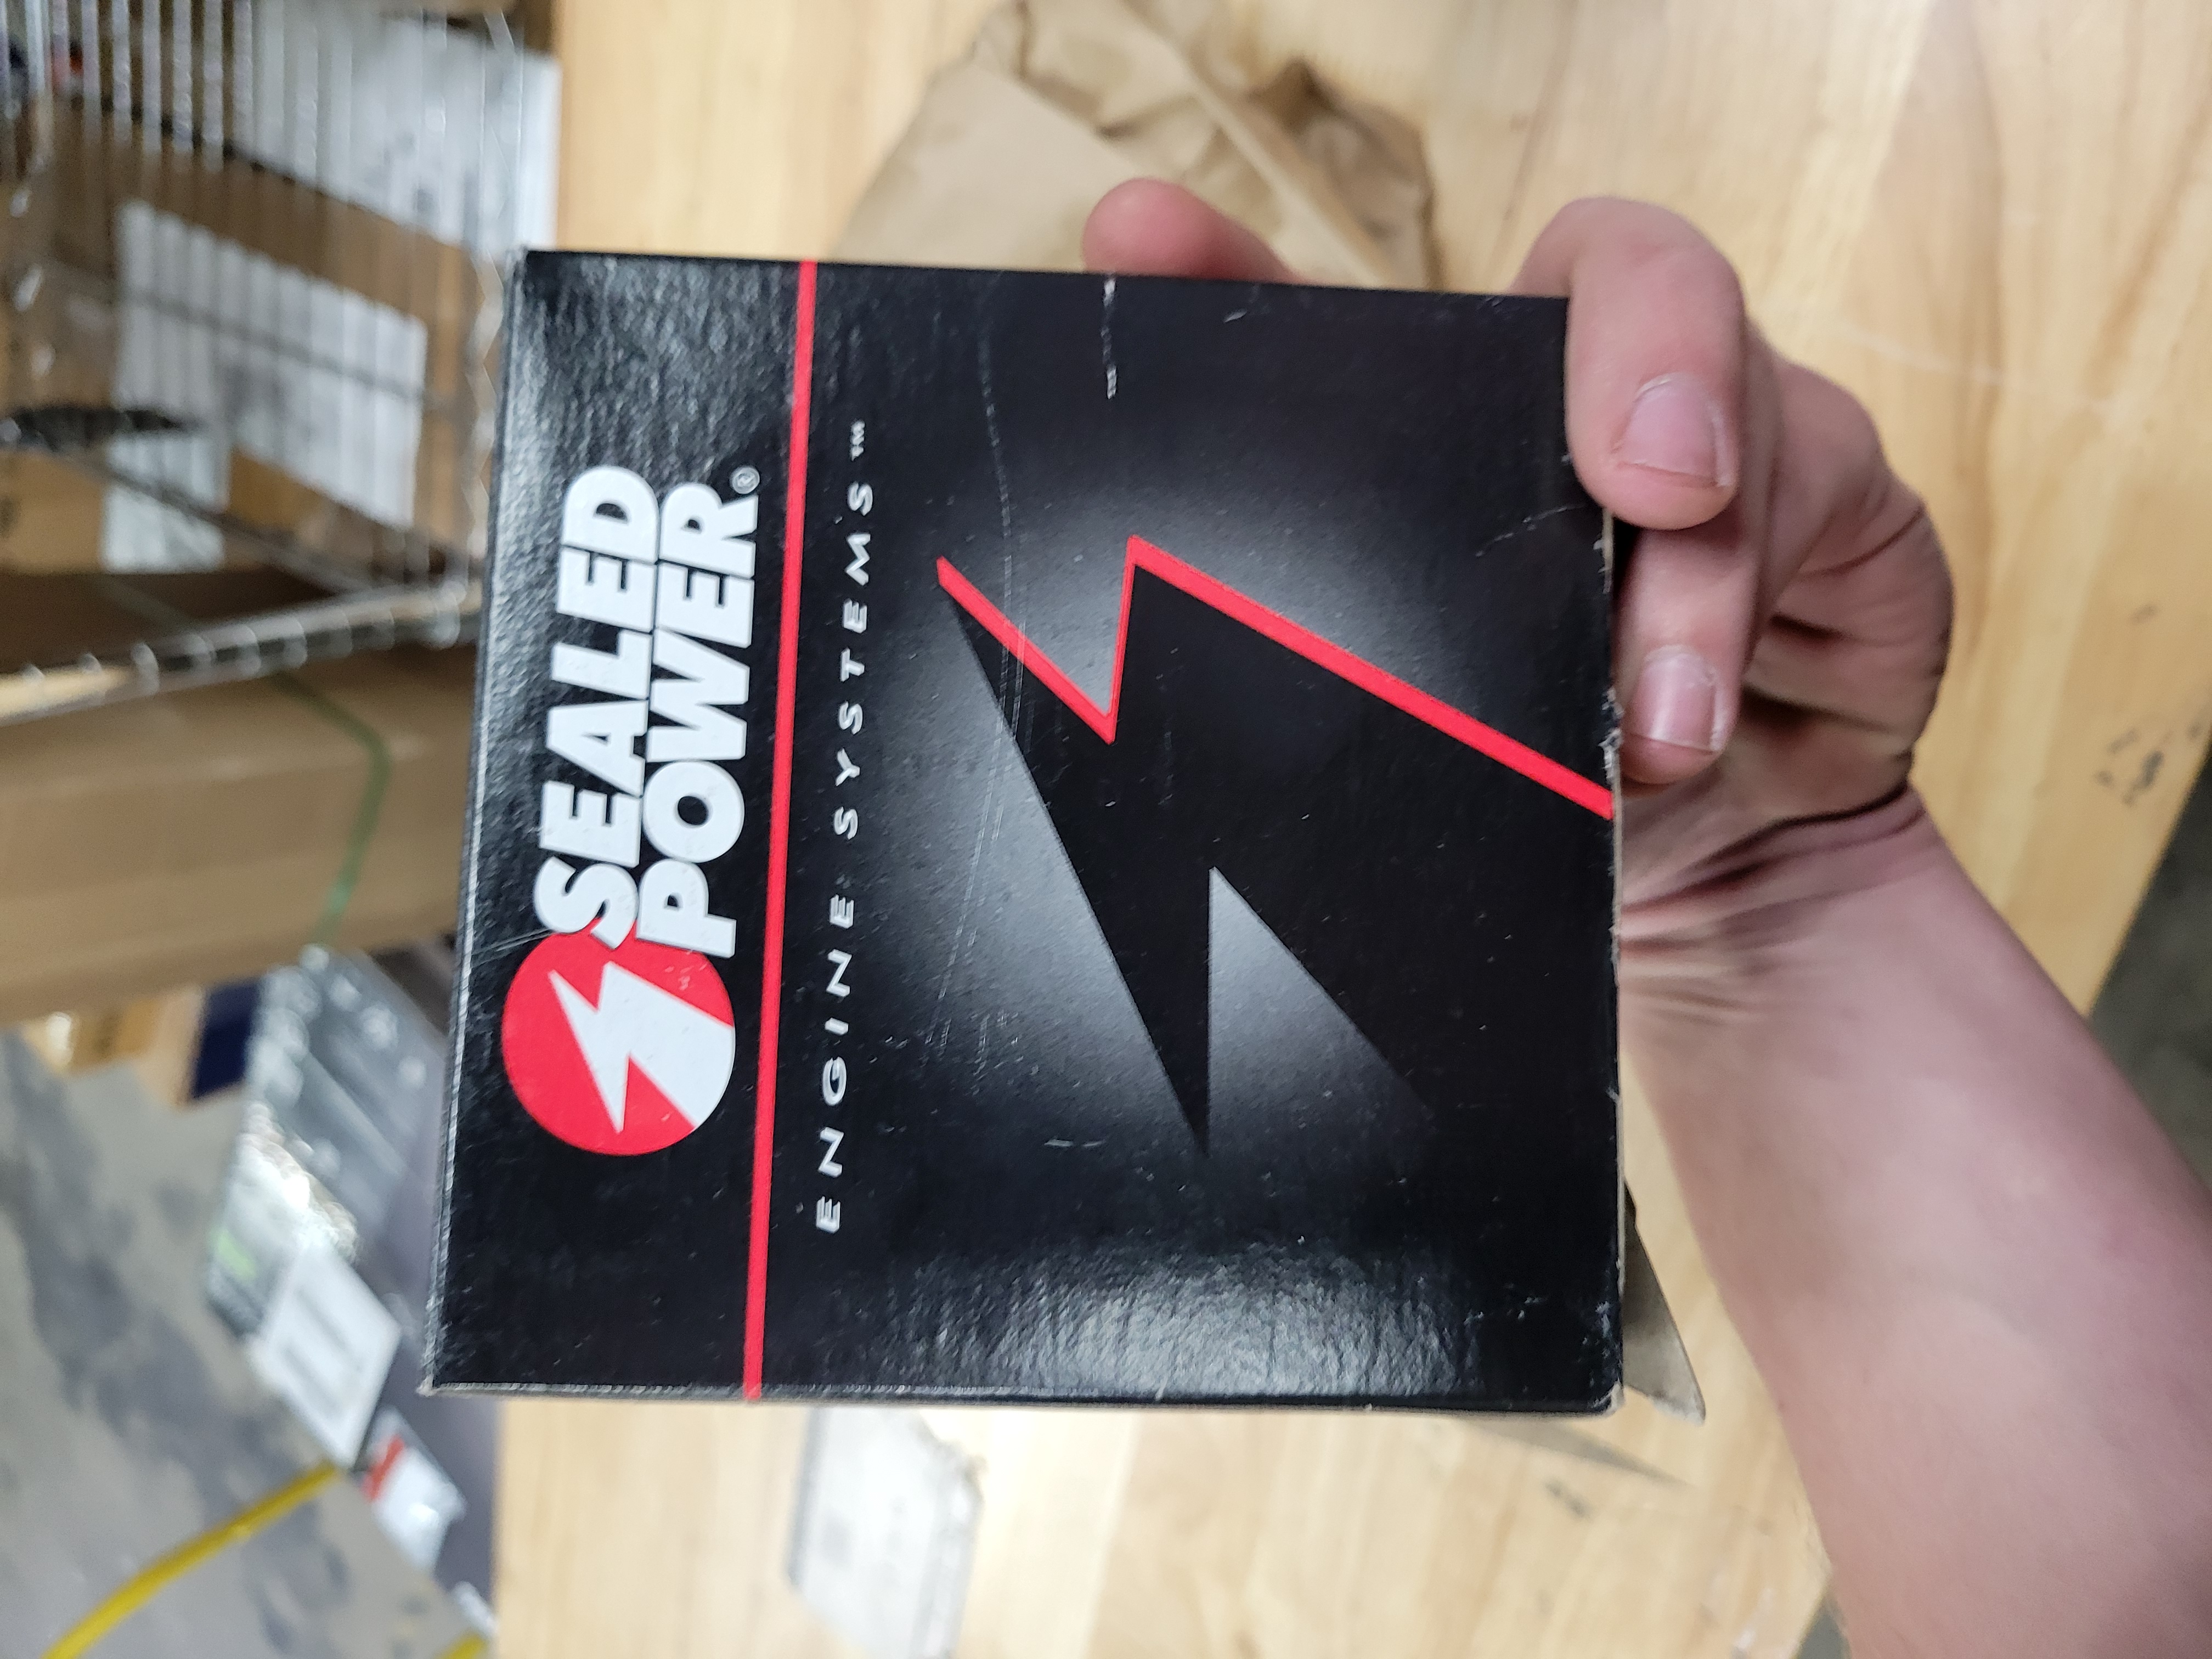 SEALED
POWER®
ENGINE SYSTEMS™